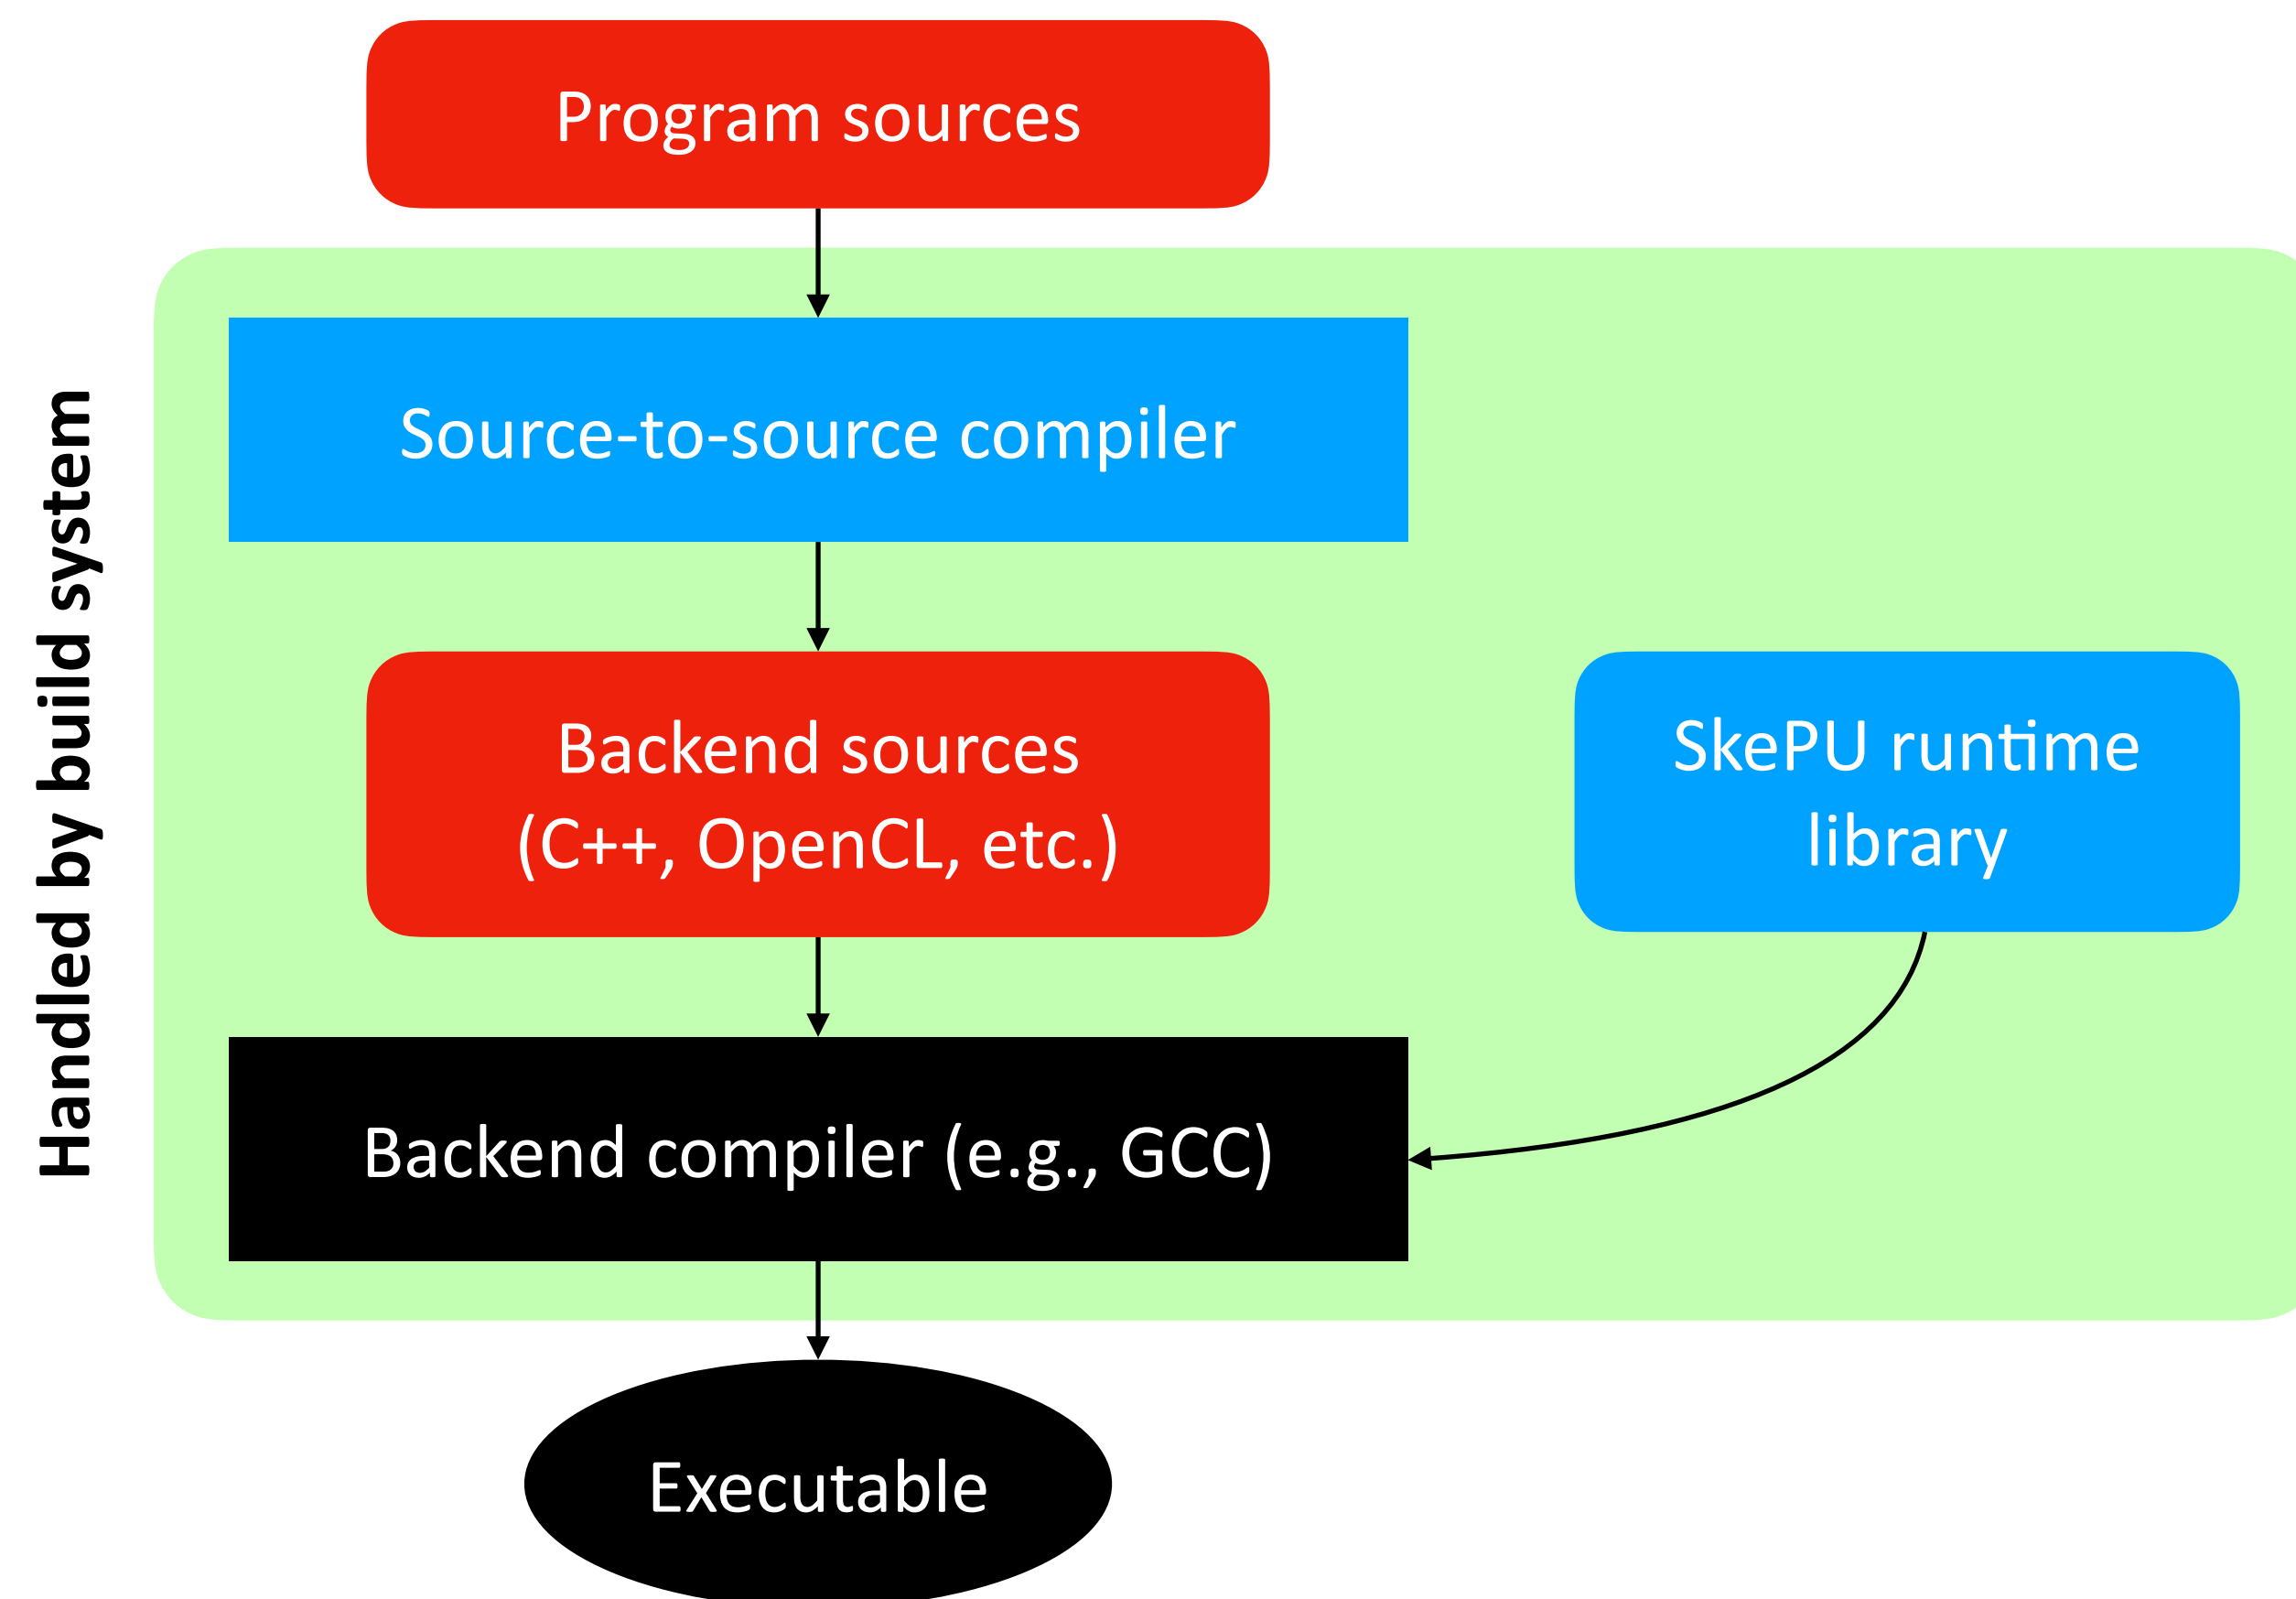 Program sources
Handled by build system
Source-to-source compiler
Backend sources
(C++, OpenCL, etc.)
SkePU runtime
library
Backend compiler (e.g., GCC)
Executable